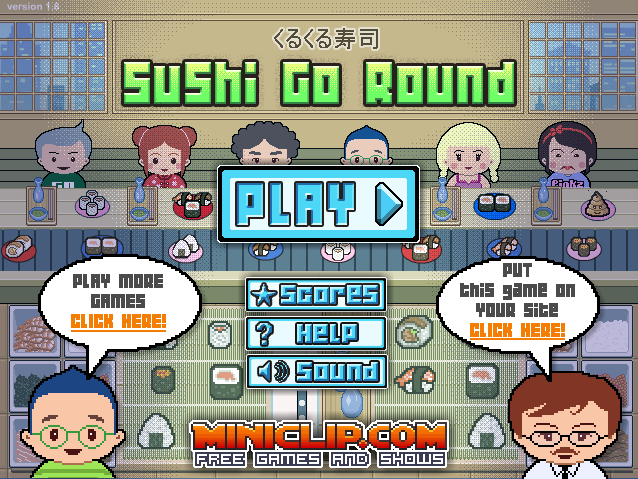 version 1.8
くるくる寿司
Sushi Go Round
PLAY
PLAY MORE
GAMES
CLICK HERE!
PUT
this game on
YOUR SITE
CLICK HERE!
Scores
Help
Sound
MINICLIP.COM
FREE GAMES AND SHOWS